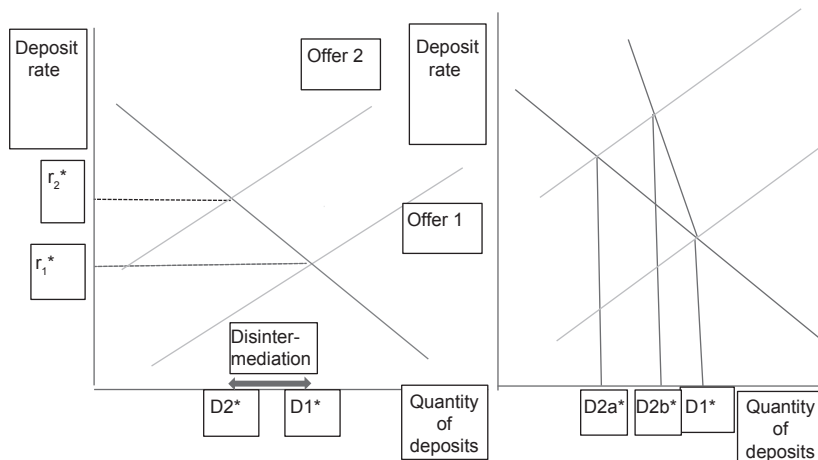 Deposit
rate
Offer 2
r2*
Offer 1
r1*
Disinter-
mediation
D2*
D1*
Quantity
of
deposits
Deposit
rate
D2a*
D2b*
D1*
Quantity
of
deposits